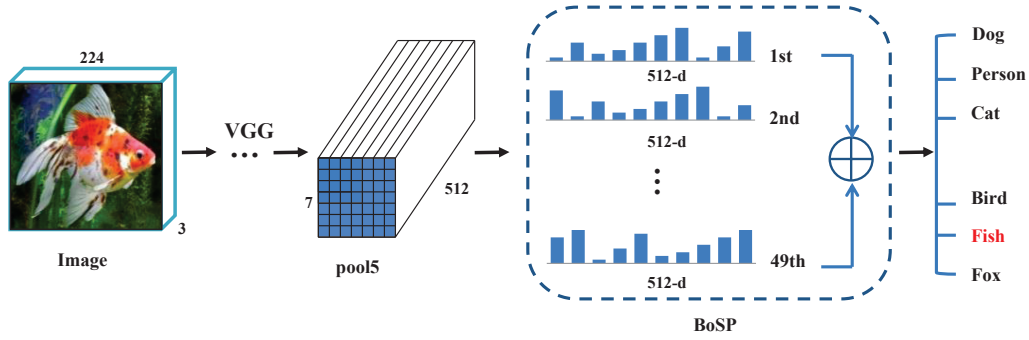 224
3
Image
VGG
...
7
512
pool5
1st
512-d
2nd
512-d
49th
512-d
BoSP
Dog
Person
Cat
Bird
Fish
Fox